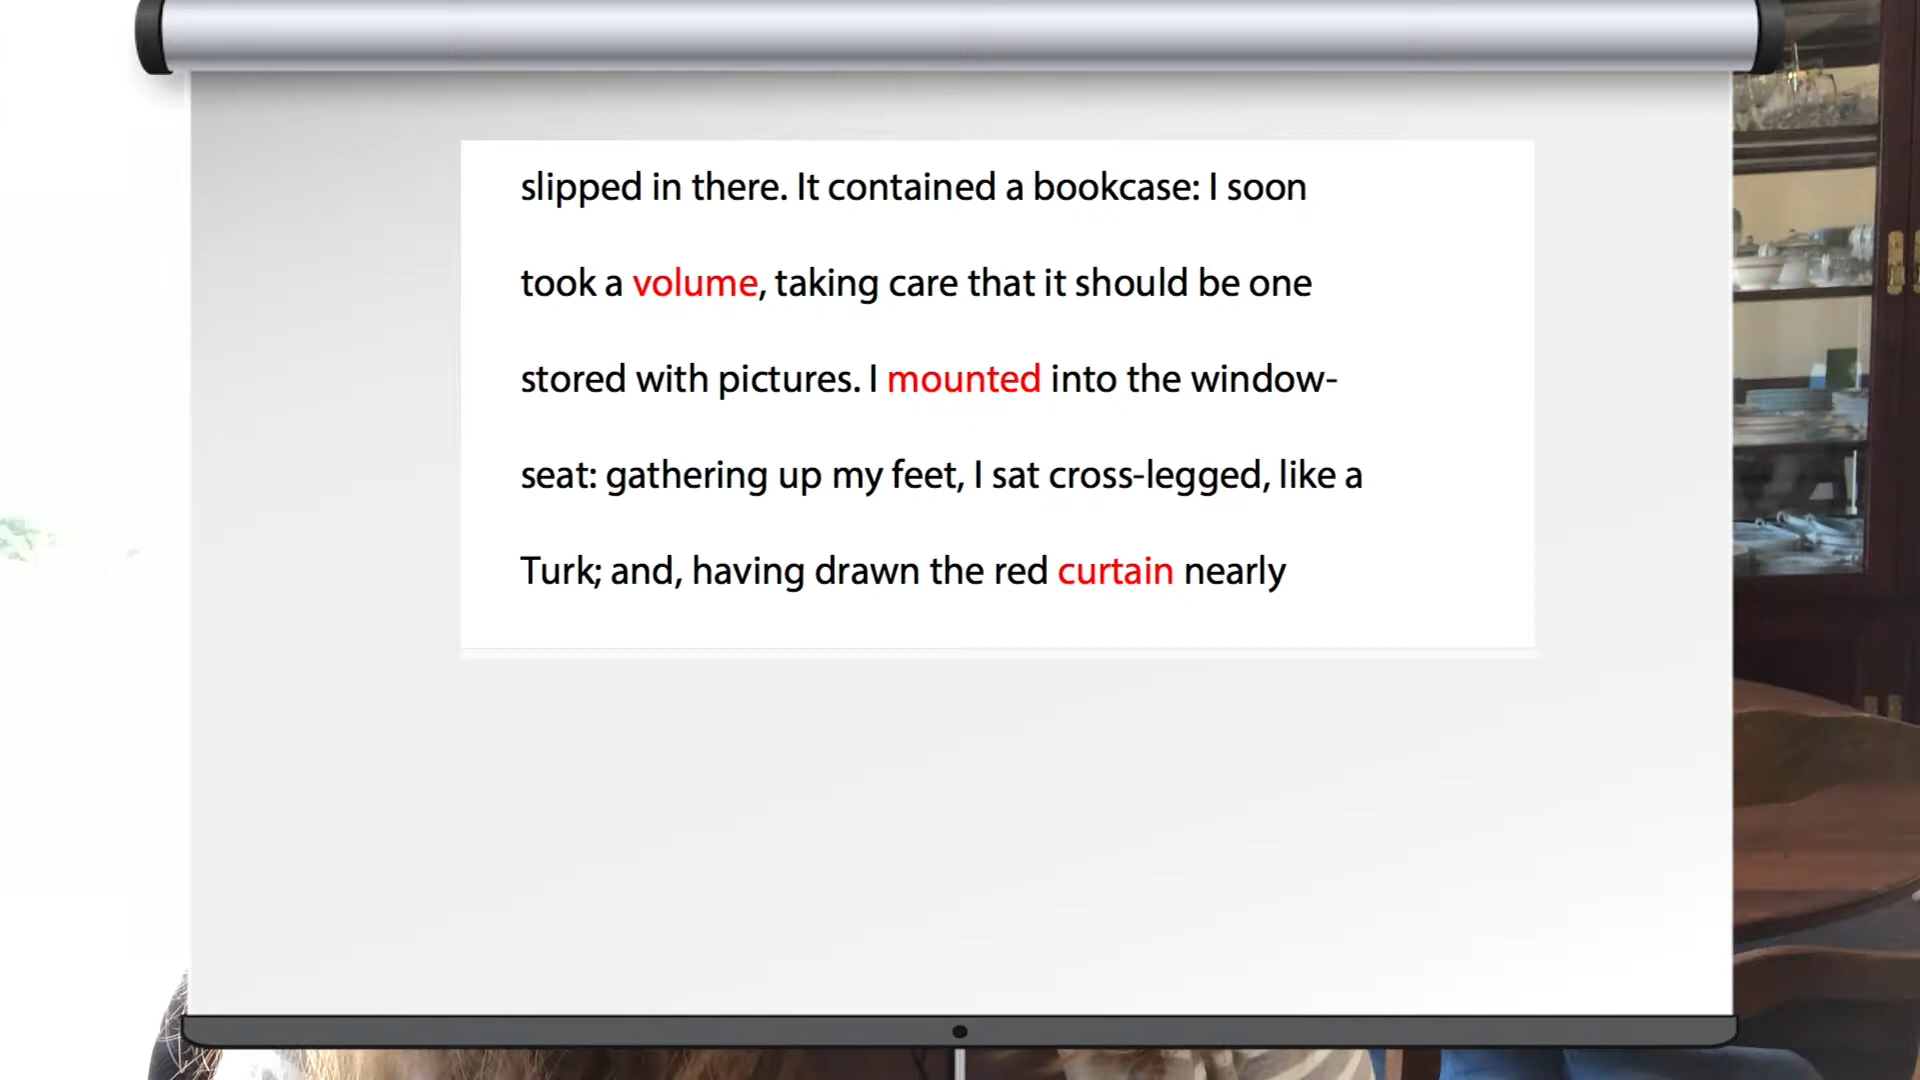 slipped in there. It contained a bookcase: I soon
took a volume, taking care that it should be one
stored with pictures. I mounted into the window-
seat: gathering up my feet, I sat cross-legged, like a
Turk; and, having drawn the red curtain nearly